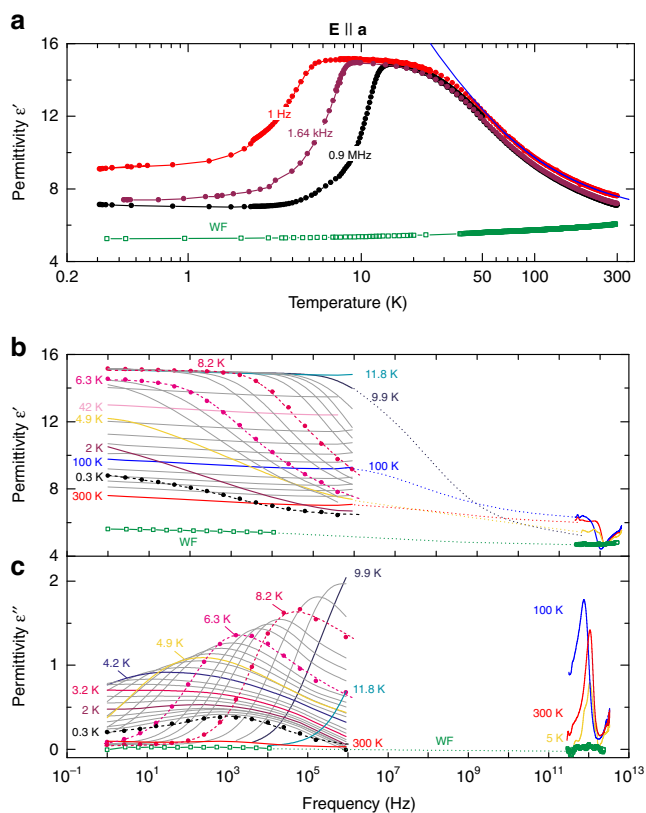 a
E || a
16
12
8
4
Permittivity ε′
1 Hz
1.64 kHz
0.9 MHz
WF
0.2 1 10 50 100 300
Temperature (K)
b
16
12
8
4
Permittivity ε′
8.2 K
6.3 K
42 K
4.9 K
2 K
100 K
0.3 K
300 K
WF
11.8 K
9.9 K
100 K
c
2
1
0
Permittivity ε″
9.9 K
8.2 K
6.3 K
4.9 K
4.2 K
3.2 K
2 K
0.3 K
11.8 K
300 K
WF
100 K
300 K
5 K
10⁻¹ 10¹ 10³ 10⁵ 10⁷ 10⁹ 10¹¹ 10¹³
Frequency (Hz)